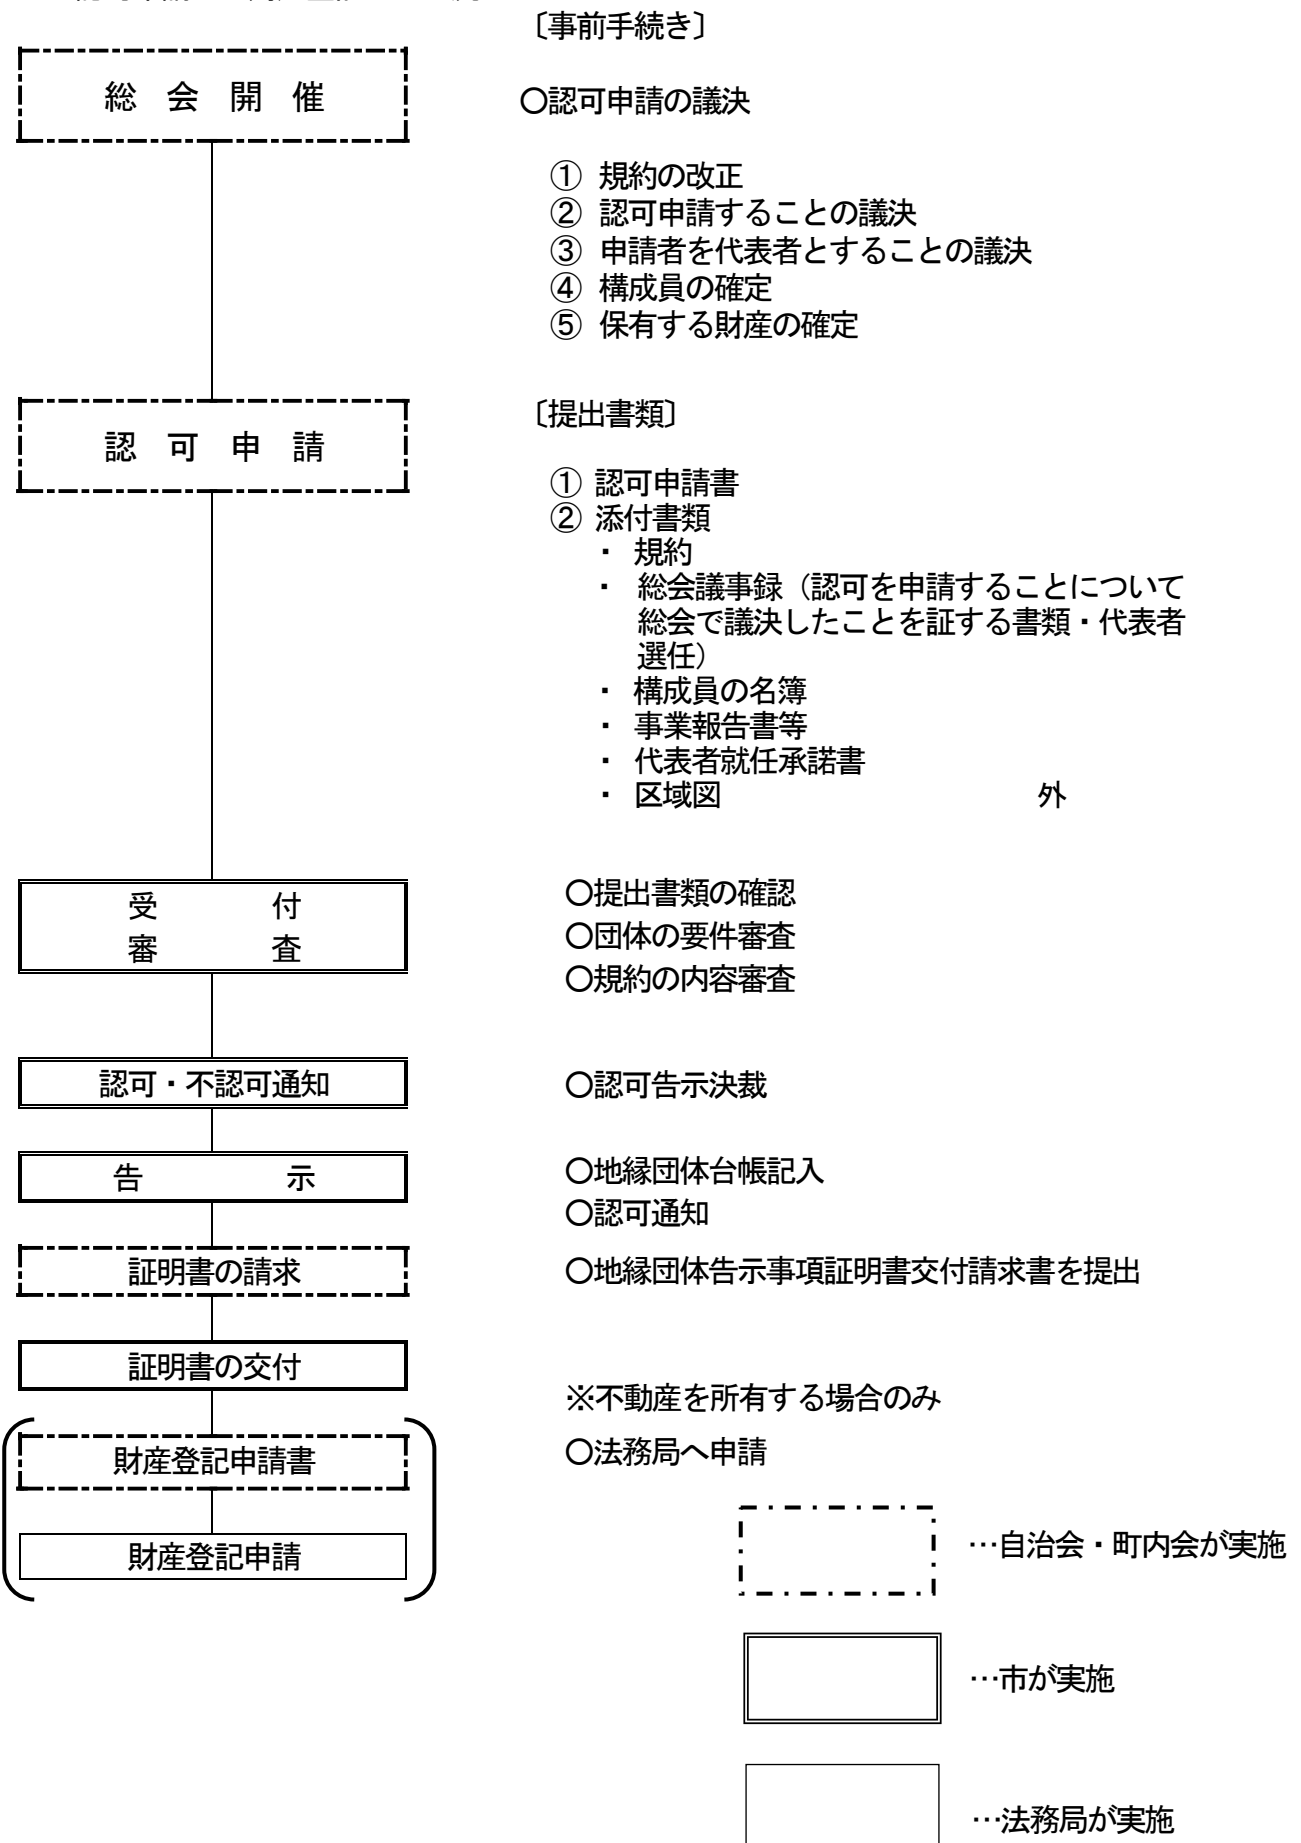 〔事前手続き〕
総　会　開　催
○認可申請の議決
① 規約の改正
② 認可申請することの議決
③ 申請者を代表者とすることの議決
④ 構成員の確定
⑤ 保有する財産の確定
認　可　申　請
〔提出書類〕
① 認可申請書
② 添付書類
・ 規約
・ 総会議事録（認可を申請することについて
総会で議決したことを証する書類・代表者
選任）
・ 構成員の名簿
・ 事業報告書等
・ 代表者就任承諾書
・ 区域図　　　　　　　　　　　外
受　　　　付
審　　　　査
○提出書類の確認
○団体の要件審査
○規約の内容審査
認可・不認可通知
○認可告示決裁
告　　　　　示
○地縁団体台帳記入
○認可通知
証明書の請求
○地縁団体告示事項証明書交付請求書を提出
証明書の交付
※不動産を所有する場合のみ
財産登記申請書
○法務局へ申請
財産登記申請
…自治会・町内会が実施
…市が実施
…法務局が実施